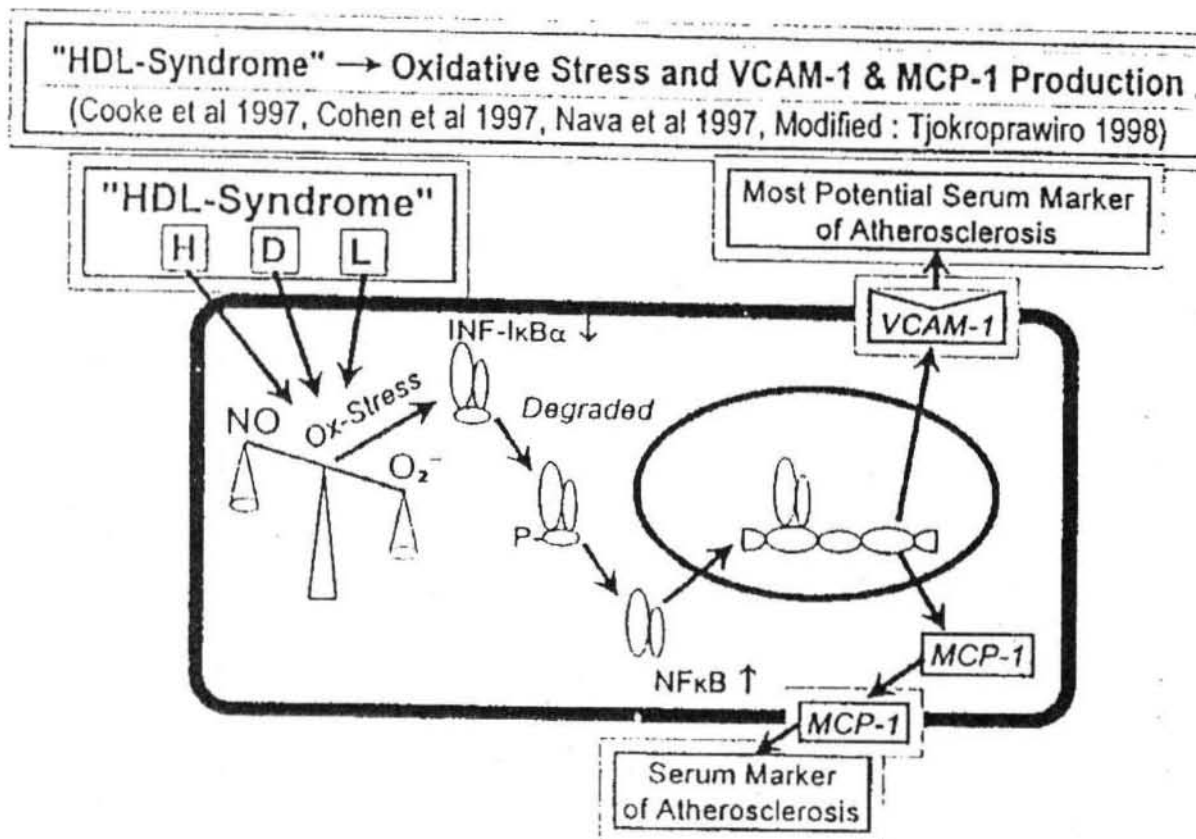 "HDL-Syndrome" → Oxidative Stress and VCAM-1 & MCP-1 Production
(Cooke et al 1997, Cohen et al 1997, Nava et al 1997, Modified : Tjokroprawiro 1998)
"HDL-Syndrome"
H D L
Most Potential Serum Marker
of Atherosclerosis
VCAM-1
INF-IκBα ↓
Ox-Stress
NO
O₂⁻
Degraded
P-
NFκB ↑
MCP-1
MCP-1
Serum Marker
of Atherosclerosis